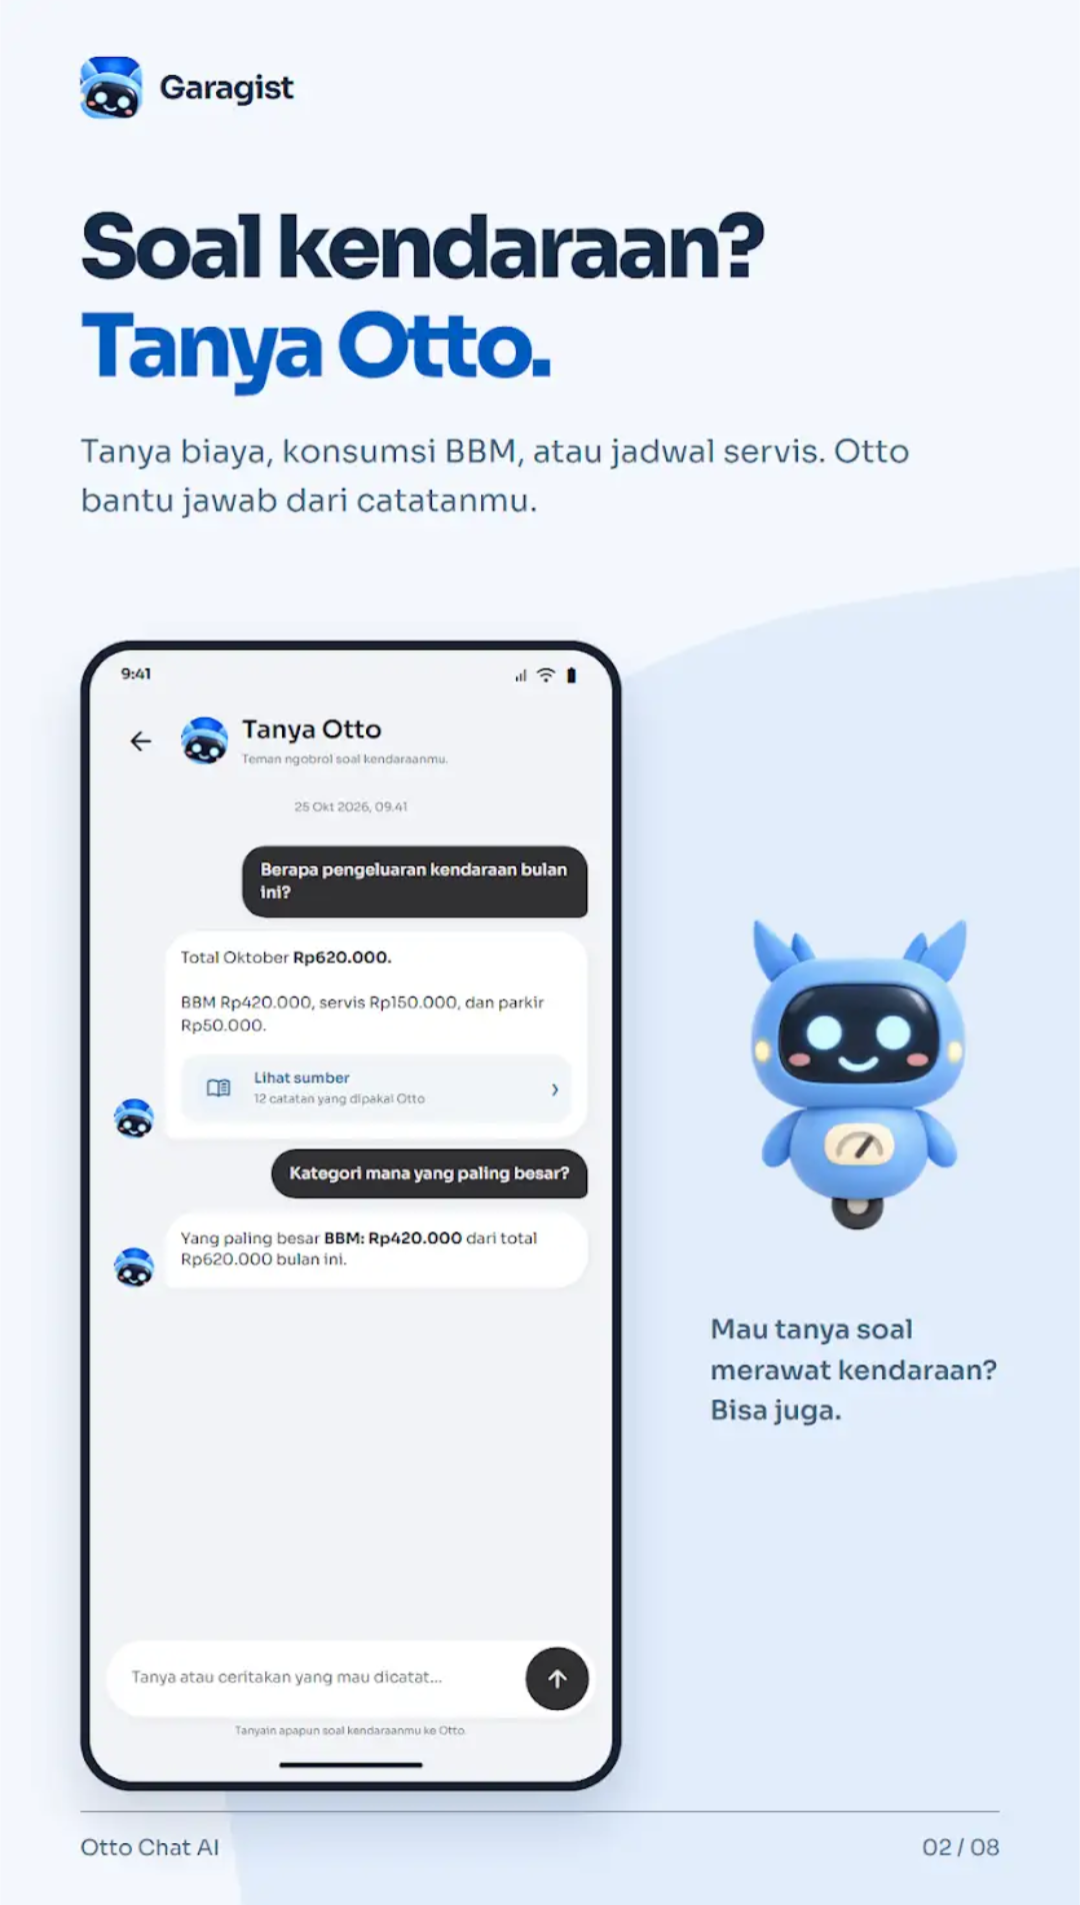 Garagist
Soal kendaraan?
Tanya Otto.
Tanya biaya, konsumsi BBM, atau jadwal servis. Otto
bantu jawab dari catatanmu.
9:41
Tanya Otto
Teman ngobrol soal kendaraanmu.
25 Okt 2026, 09.41
Berapa pengeluaran kendaraan bulan
ini?
Total Oktober Rp620.000.
BBM Rp420.000, servis Rp150.000, dan parkir
Rp50.000.
Lihat sumber
12 catatan yang dipakai Otto
Kategori mana yang paling besar?
Yang paling besar BBM: Rp420.000 dari total
Rp620.000 bulan ini.
Mau tanya soal
merawat kendaraan?
Bisa juga.
Tanya atau ceritakan yang mau dicatat...
Tanyain apapun soal kendaraanmu ke Otto.
Otto Chat AI
02 / 08